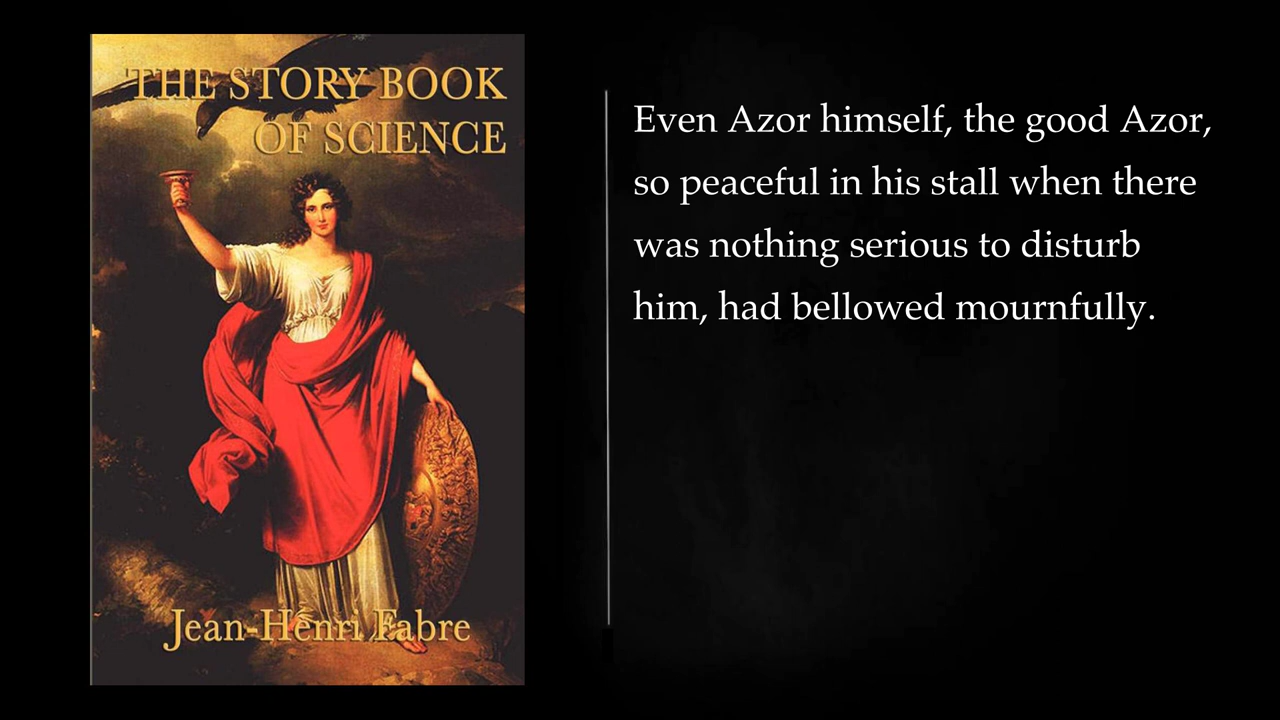 THE STORY BOOK
OF SCIENCE
Jean-Henri Fabre
Even Azor himself, the good Azor,
so peaceful in his stall when there
was nothing serious to disturb
him, had bellowed mournfully.